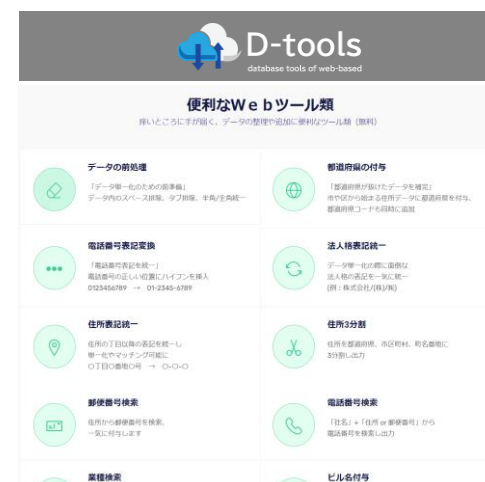 D-tools
database tools of web-based
便利なWebツール類
痒いところに手が届く、データの整理や追加に便利なツール類（無料）
データの前処理
「データ単一化のための前準備」
データ内のスペース排除、タブ排除、半角/全角統一
都道府県の付与
「都道府県が抜けたデータを補完」
市や区から始まる住所データに都道府県を付与、
都道府県コードも同時に追加
電話番号表記変換
「電話番号表記を統一」
電話番号の正しい位置にハイフンを挿入
0123456789 → 01-2345-6789
法人格表記統一
データ単一化の際に面倒な
法人格の表記を一気に統一
(例：株式会社/(株)/㈱)
住所表記統一
住所の丁目以降の表記を統一し
単一化やマッチング可能に
○丁目○番地○号 → ○-○-○
住所3分割
住所を都道府県、市区町村、町名番地に
3分割し出力
郵便番号検索
住所から郵便番号を検索、
一気に付与します
電話番号検索
「社名」+「住所 or 郵便番号」から
電話番号を検索し出力
業種検索
ビル名付与